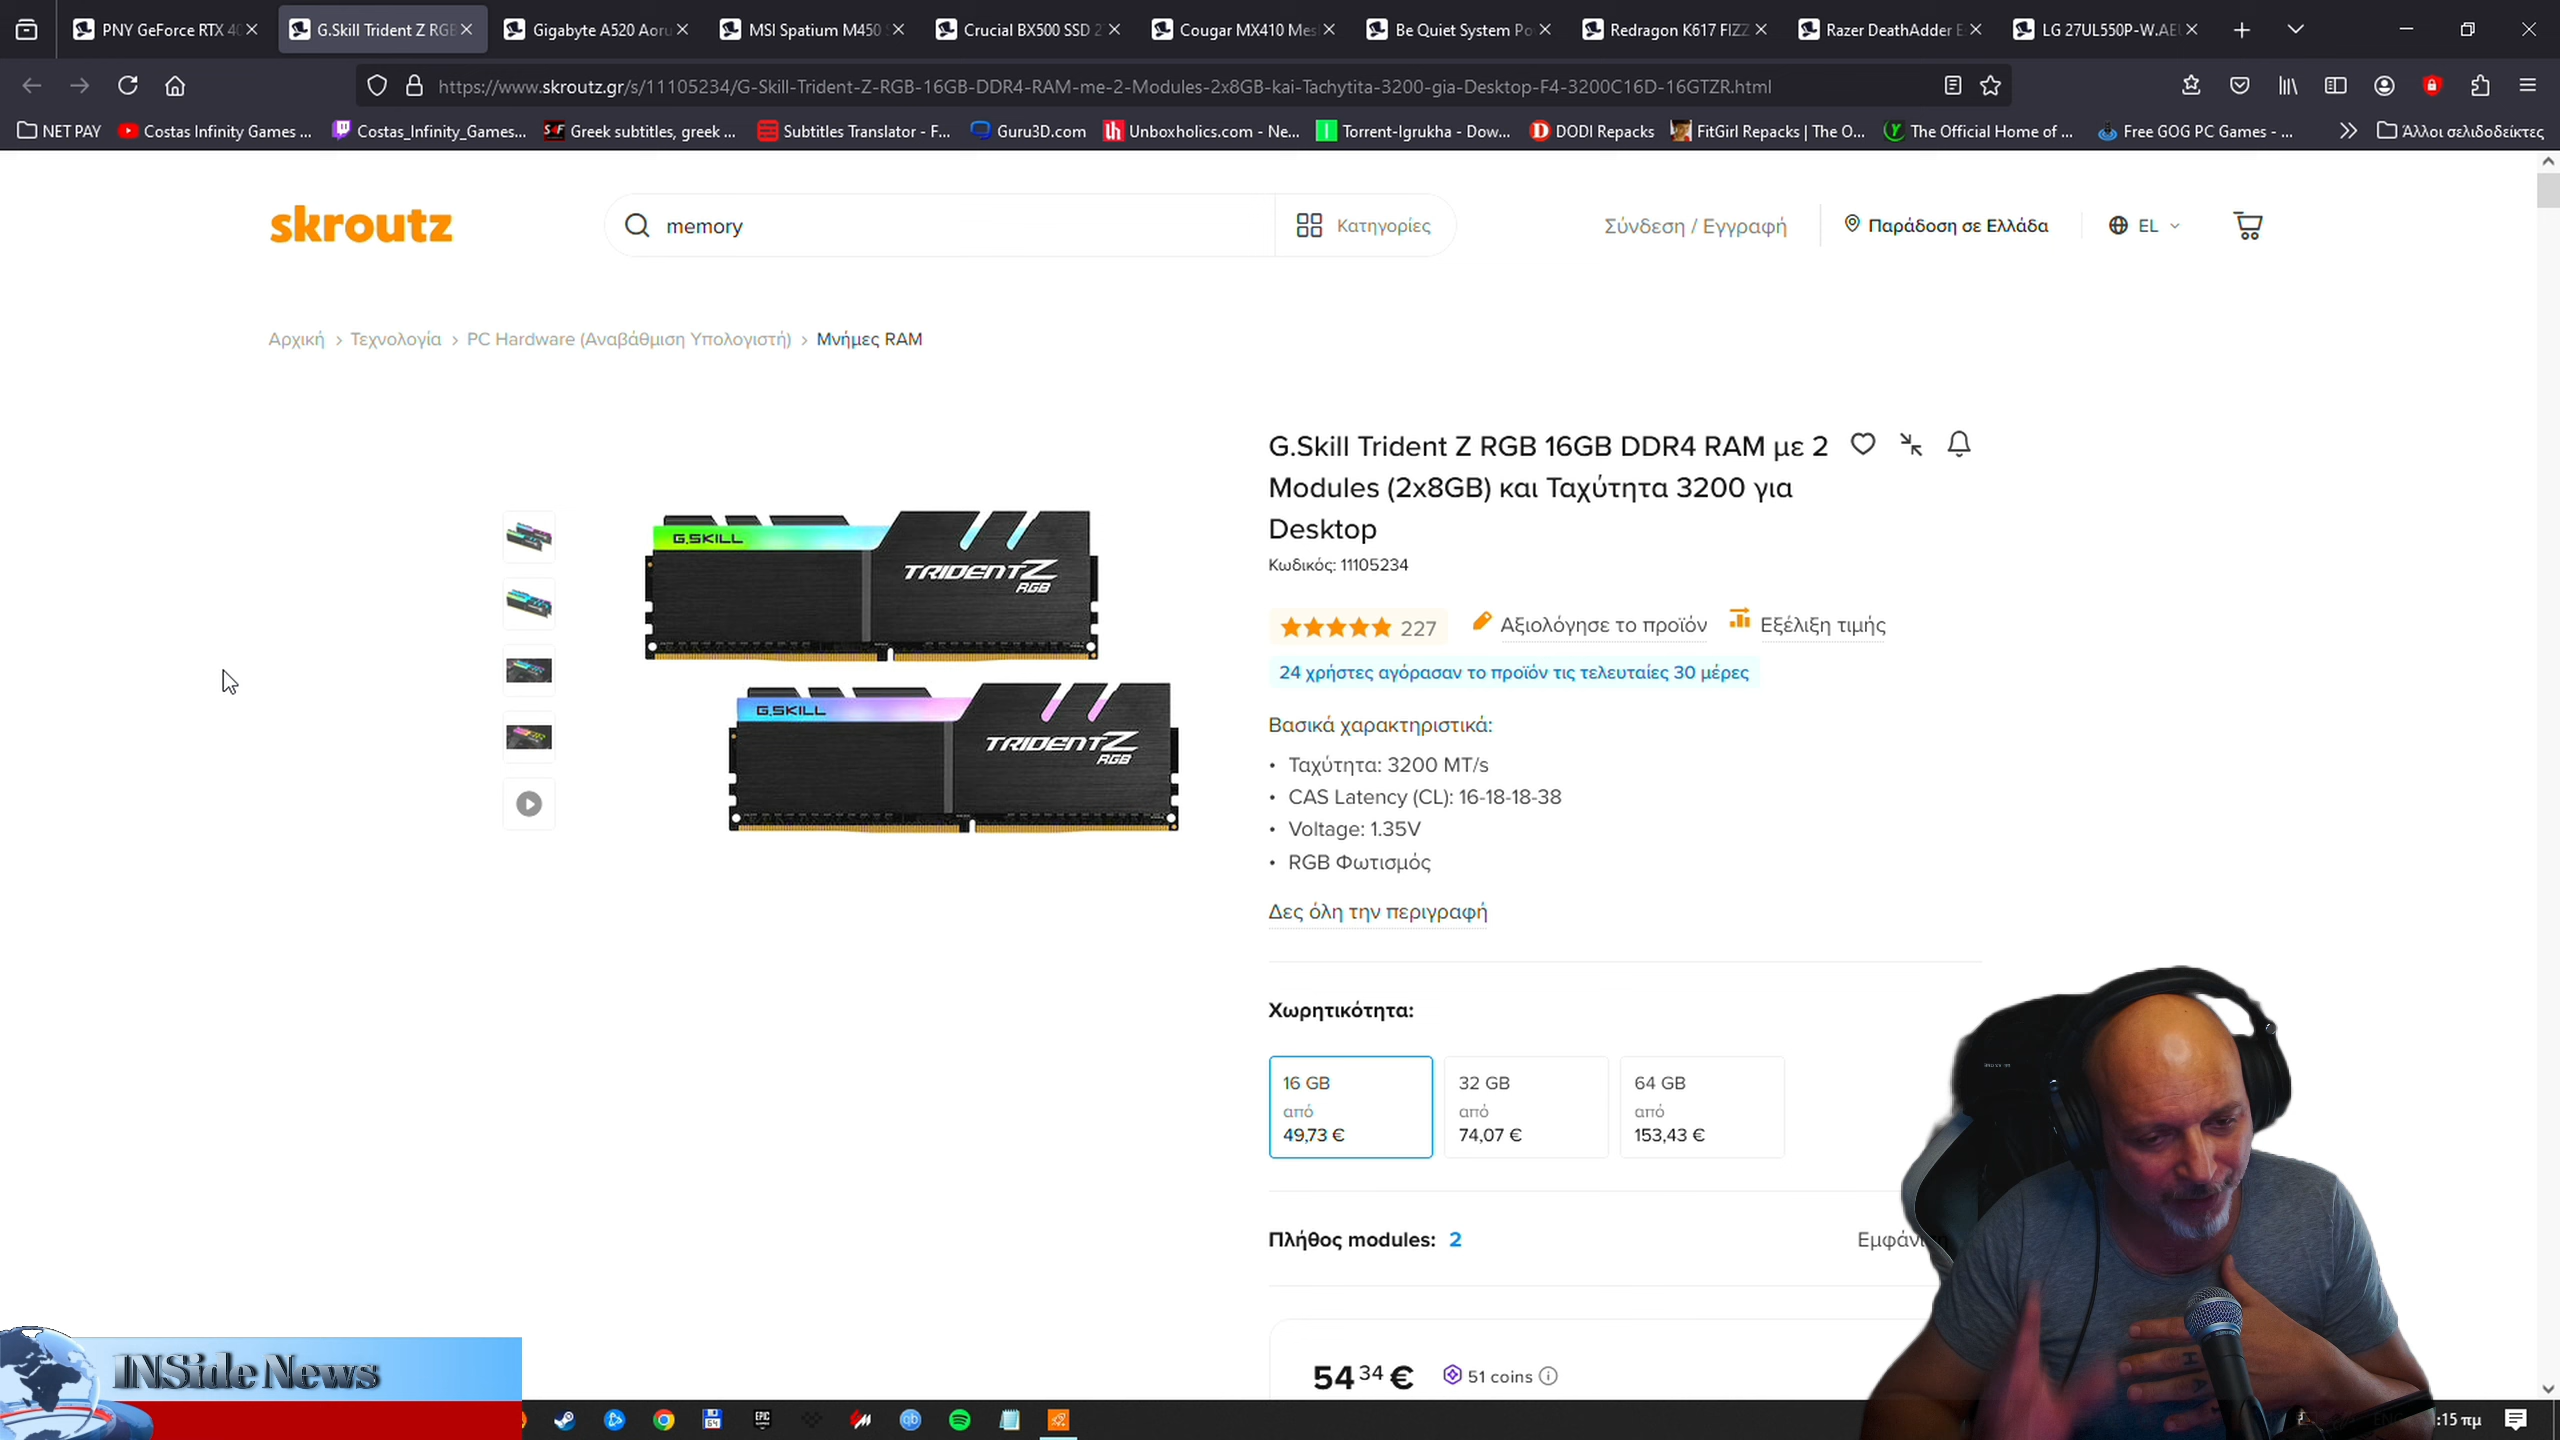 PNY GeForce RTX 40
G.Skill Trident Z RGB
Gigabyte A520 Aoru
MSI Spatium M450 S
Crucial BX500 SSD 2
Cougar MX410 Mes
Be Quiet System Po
Redragon K617 FIZZ
Razer DeathAdder E
LG 27UL550P-W.AEU
https://www.skroutz.gr/s/11105234/G-Skill-Trident-Z-RGB-16GB-DDR4-RAM-me-2-Modules-2x8GB-kai-Tachytita-3200-gia-Desktop-F4-3200C16D-16GTZR.html
NET PAY
Costas Infinity Games ...
Costas_Infinity_Games...
Greek subtitles, greek ...
Subtitles Translator - F...
Guru3D.com
Unboxholics.com - Ne...
Torrent-Igrukha - Dow...
DODI Repacks
FitGirl Repacks | The O...
The Official Home of ...
Free GOG PC Games - ...
Άλλοι σελιδοδείκτες
skroutz
memory
Κατηγορίες
Σύνδεση / Εγγραφή
Παράδοση σε Ελλάδα
EL
Αρχική > Τεχνολογία > PC Hardware (Αναβάθμιση Υπολογιστή) > Μνήμες RAM
G.SKILL
TRIDENT Z
RGB
G.SKILL
TRIDENT Z
RGB
G.Skill Trident Z RGB 16GB DDR4 RAM με 2
Modules (2x8GB) και Ταχύτητα 3200 για
Desktop
Κωδικός: 11105234
227
Αξιολόγησε το προϊόν
Εξέλιξη τιμής
24 χρήστες αγόρασαν το προϊόν τις τελευταίες 30 μέρες
Βασικά χαρακτηριστικά:
• Ταχύτητα: 3200 MT/s
• CAS Latency (CL): 16-18-18-38
• Voltage: 1.35V
• RGB Φωτισμός
Δες όλη την περιγραφή
Χωρητικότητα:
16 GB
από
49,73 €
32 GB
από
74,07 €
64 GB
από
153,43 €
Πλήθος modules: 2
54 34 €
51 coins
INSide News
:15 πμ